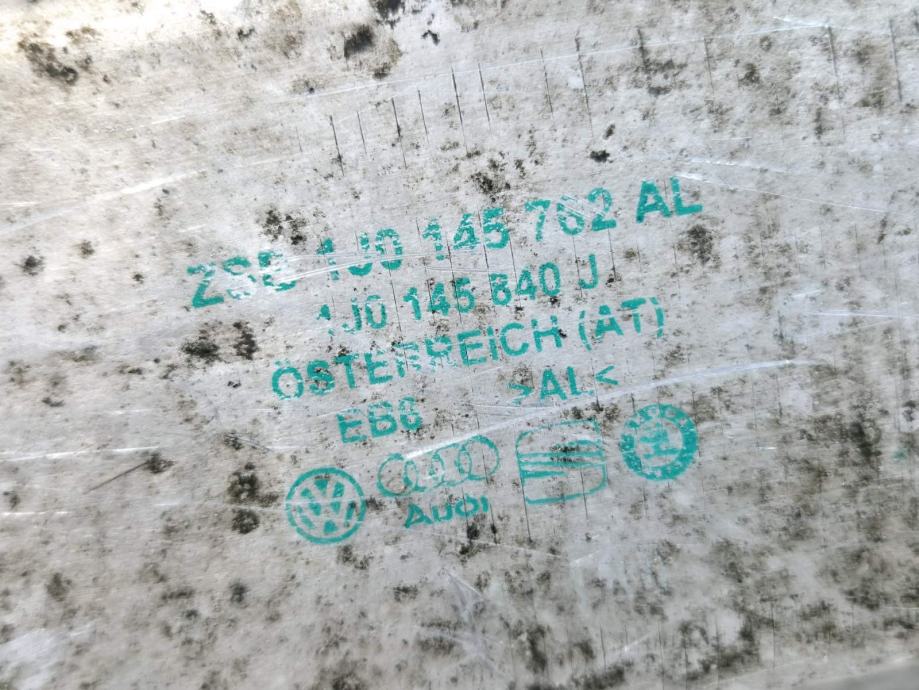 ZSB 1J0 145 762 AL
1J0 145 840 J
ÖSTERREICH (AT)
EB6 >AL<
AUDI